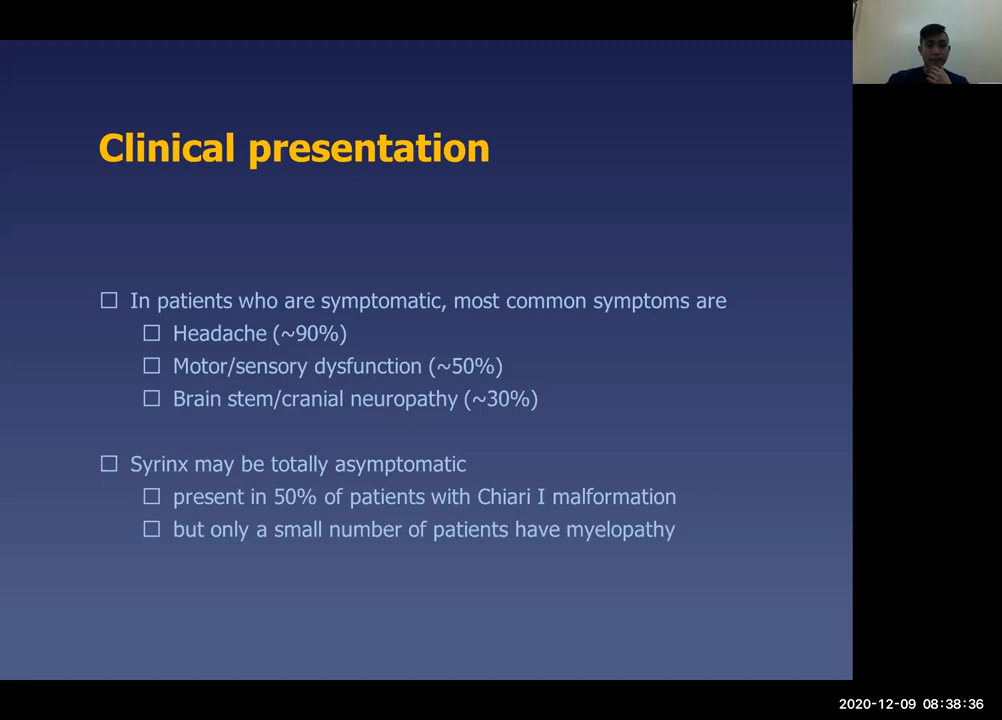 Clinical presentation
In patients who are symptomatic, most common symptoms are
Headache (~90%)
Motor/sensory dysfunction (~50%)
Brain stem/cranial neuropathy (~30%)
Syrinx may be totally asymptomatic
present in 50% of patients with Chiari I malformation
but only a small number of patients have myelopathy
2020-12-09 08:38:36